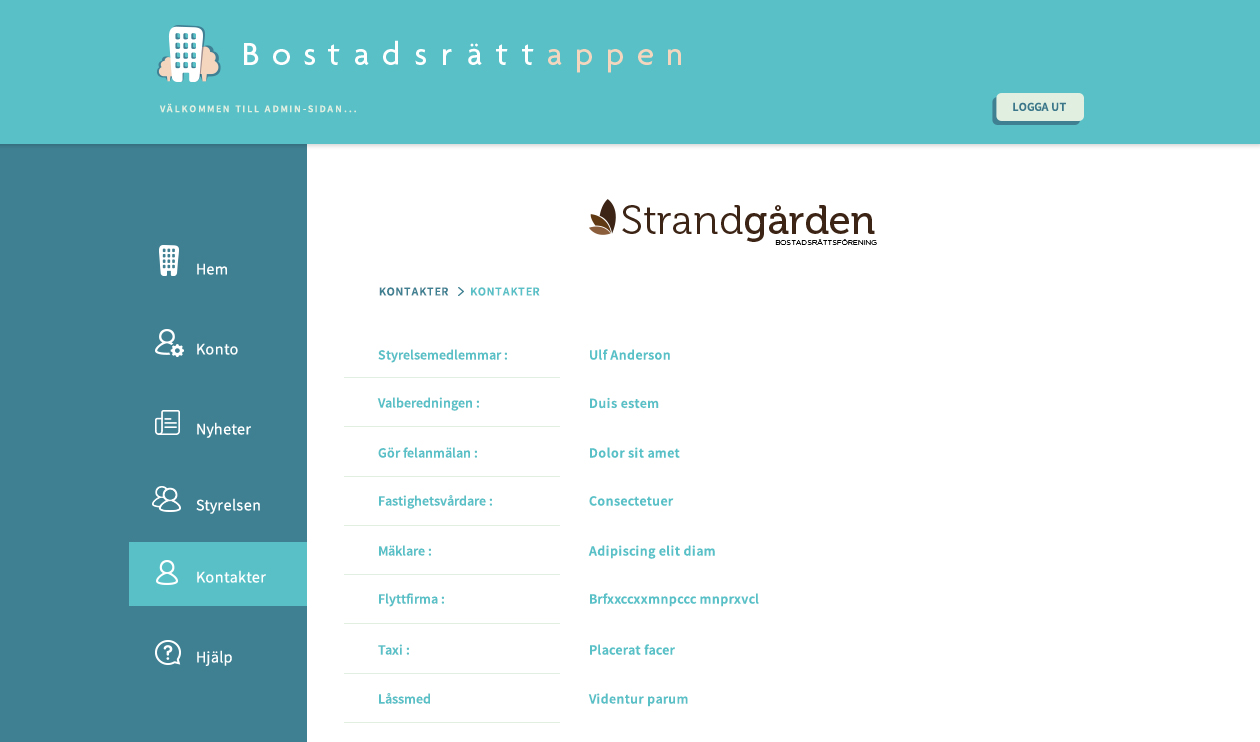 Bostadsrättappen
VÄLKOMMEN TILL ADMIN-SIDAN...
LOGGA UT
Strandgården
BOSTADSRÄTTSFÖRENING
KONTAKTER > KONTAKTER
Hem
Konto
Nyheter
Styrelsen
Kontakter
Hjälp
Styrelsemedlemmar : Ulf Anderson
Valberedningen : Duis estem
Gör felanmälan : Dolor sit amet
Fastighetsvårdare : Consectetuer
Mäklare : Adipiscing elit diam
Flyttfirma : Brfxxccxxmnpccc mnprxvcl
Taxi : Placerat facer
Låssmed Videntur parum